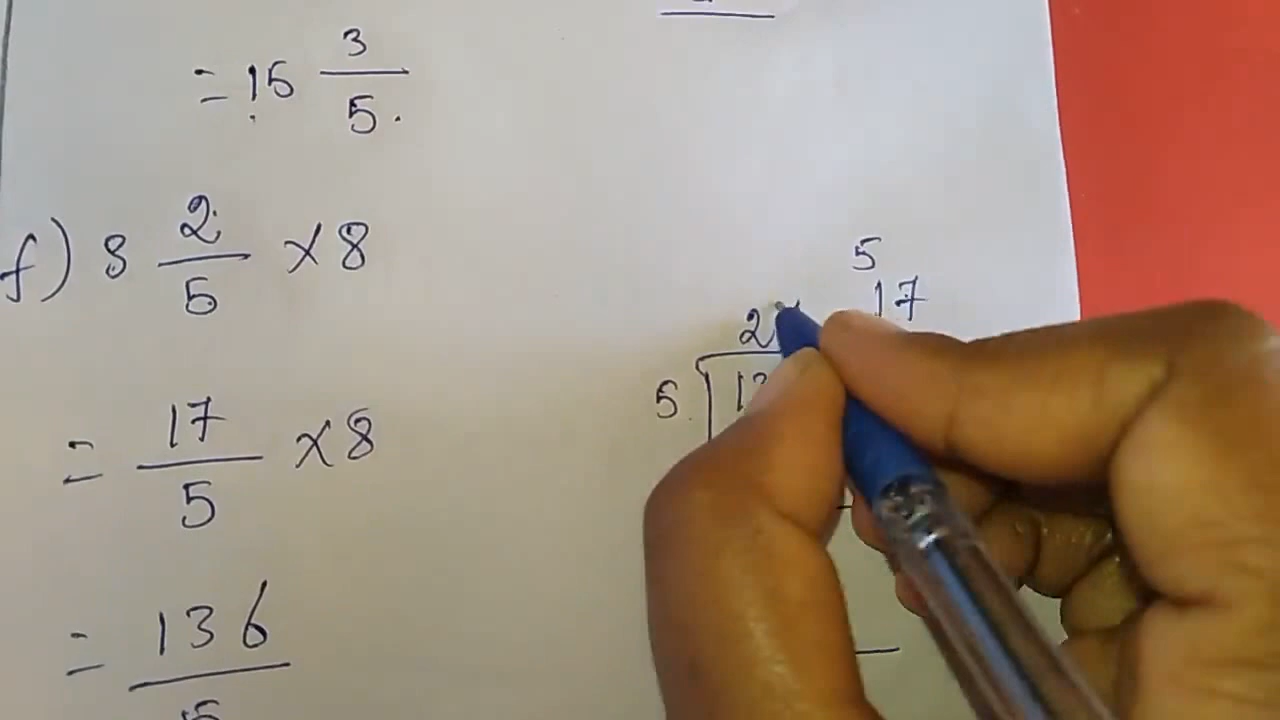 = 15 3/5.
f) 8 2/5 × 8
= 17/5 × 8
= 136/5
5
17
2
5